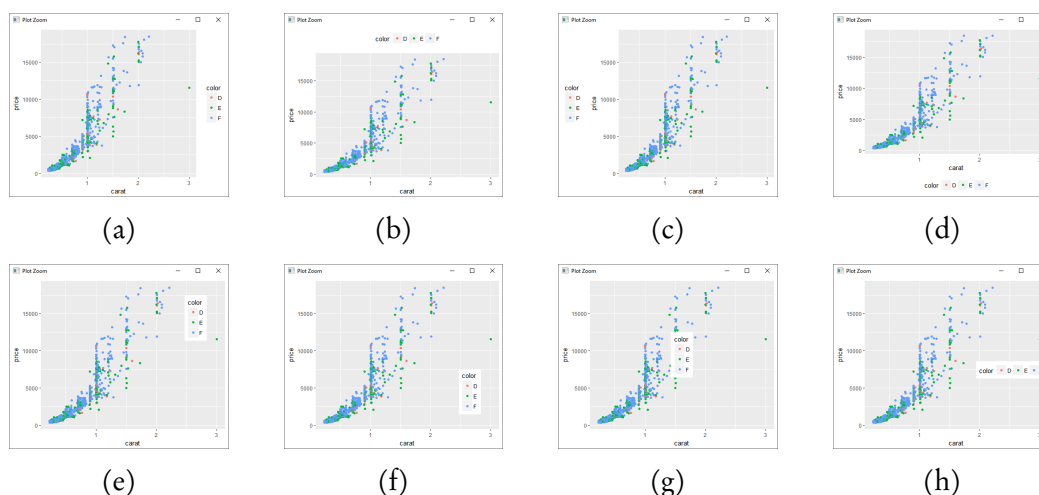 Plot Zoom
price
15000
10000
5000
0
1
2
3
carat
color
D
E
F
(a)
Plot Zoom
color D E F
price
15000
10000
5000
0
1
2
3
carat
(b)
Plot Zoom
color
D
E
F
price
15000
10000
5000
0
1
2
3
carat
(c)
Plot Zoom
price
15000
10000
5000
0
1
2
3
carat
color D E F
(d)
Plot Zoom
price
15000
10000
5000
0
1
2
3
carat
color
D
E
F
(e)
Plot Zoom
price
15000
10000
5000
0
1
2
3
carat
color
D
E
F
(f)
Plot Zoom
price
15000
10000
5000
0
1
2
3
carat
color
D
E
F
(g)
Plot Zoom
price
15000
10000
5000
0
1
2
carat
color D E
(h)